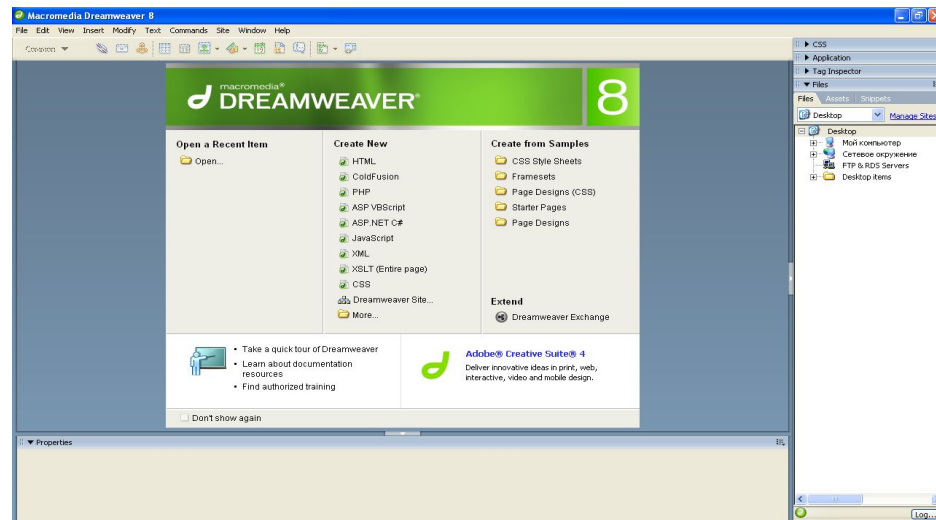 Macromedia Dreamweaver 8
File Edit View Insert Modify Text Commands Site Window Help
Common
macromedia®
DREAMWEAVER®
8
Open a Recent Item
Open...
Create New
HTML
ColdFusion
PHP
ASP VBScript
ASP.NET C#
JavaScript
XML
XSLT (Entire page)
CSS
Dreamweaver Site...
More...
Create from Samples
CSS Style Sheets
Framesets
Page Designs (CSS)
Starter Pages
Page Designs
Extend
Dreamweaver Exchange
• Take a quick tour of Dreamweaver
• Learn about documentation
resources
• Find authorized training
Adobe® Creative Suite® 4
Deliver innovative ideas in print, web,
interactive, video and mobile design.
Don't show again
Properties
CSS
Application
Tag Inspector
Files
Files Assets Snippets
Desktop Manage Sites
Desktop
Мой компьютер
Сетевое окружение
FTP & RDS Servers
Desktop items
Log...